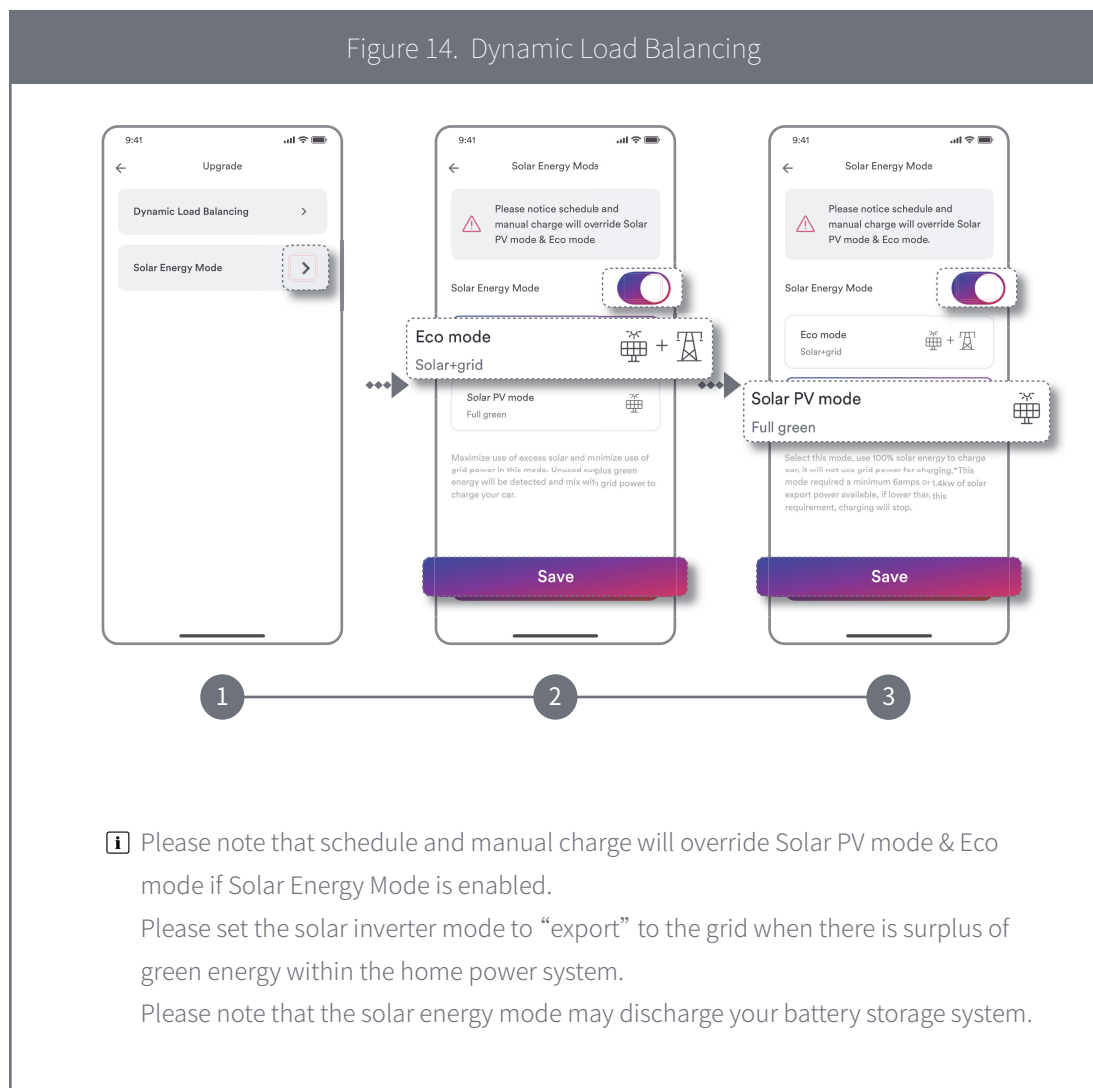 Figure 14. Dynamic Load Balancing
9:41
Upgrade
Dynamic Load Balancing
Solar Energy Mode
9:41
Solar Energy Mode
Please notice schedule and
manual charge will override Solar
PV mode & Eco mode.
Solar Energy Mode
Eco mode
Solar+grid
+
Solar PV mode
Full green
Maximize use of excess solar and minimize use of
grid power in this mode. Unused surplus green
energy will be detected and mix with grid power to
charge your car.
Save
9:41
Solar Energy Mode
Please notice schedule and
manual charge will override Solar
PV mode & Eco mode.
Solar Energy Mode
Eco mode
Solar+grid
+
Solar PV mode
Full green
Select this mode, use 100% solar energy to charge
car, it will not use grid power for charging.*This
mode required a minimum 6amps or 1.4kw of solar
export power available, if lower than this
requirement, charging will stop.
Save
1
2
3
i Please note that schedule and manual charge will override Solar PV mode & Eco
mode if Solar Energy Mode is enabled.
Please set the solar inverter mode to “export” to the grid when there is surplus of
green energy within the home power system.
Please note that the solar energy mode may discharge your battery storage system.